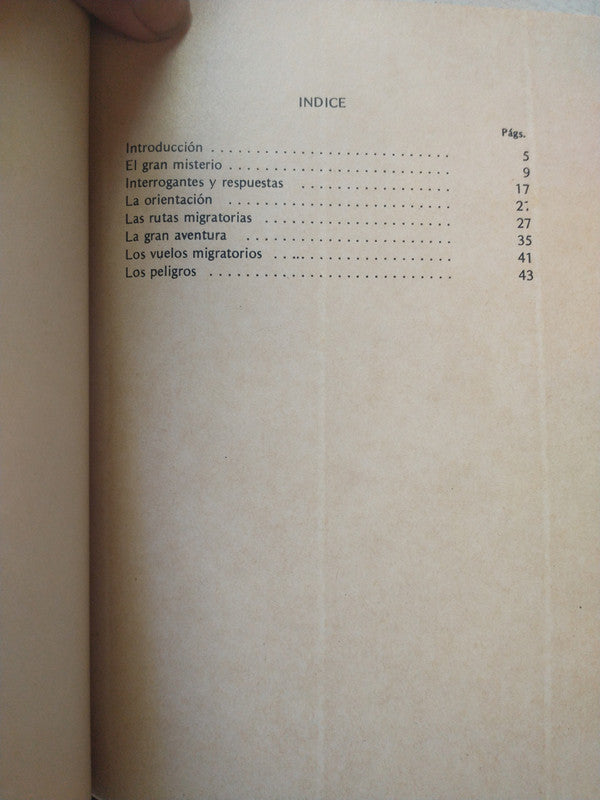 INDICE
Págs.
Introducción . . . . . . . . . . . . . . . . . . . . . . . . . . . 5
El gran misterio . . . . . . . . . . . . . . . . . . . . . . . . . 9
Interrogantes y respuestas . . . . . . . . . . . . . . . . . 17
La orientación . . . . . . . . . . . . . . . . . . . . . . . . .
Las rutas migratorias . . . . . . . . . . . . . . . . . . . . . 27
La gran aventura . . . . . . . . . . . . . . . . . . . . . . . 35
Los vuelos migratorios . . . . . . . . . . . . . . . . . . . . 41
Los peligros . . . . . . . . . . . . . . . . . . . . . . . . . . . 43